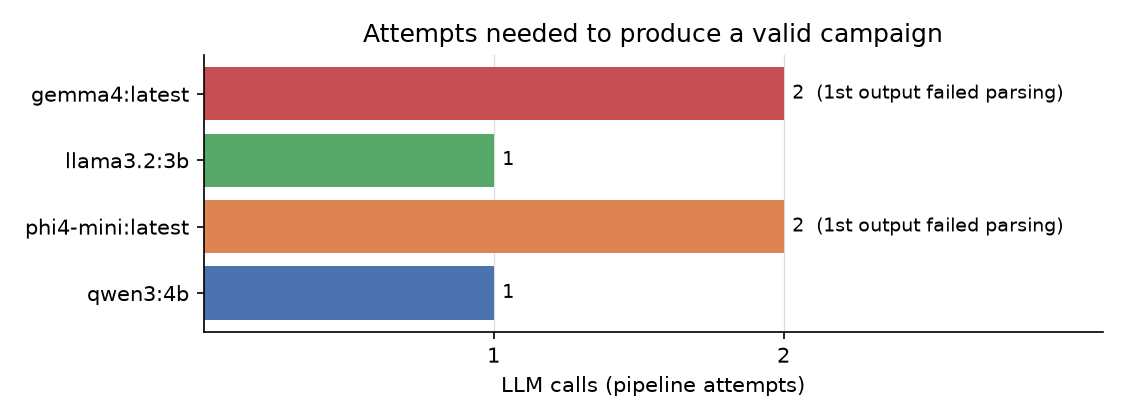 Attempts needed to produce a valid campaign
gemma4:latest
2 (1st output failed parsing)
llama3.2:3b
1
phi4-mini:latest
2 (1st output failed parsing)
qwen3:4b
1
1
2
LLM calls (pipeline attempts)